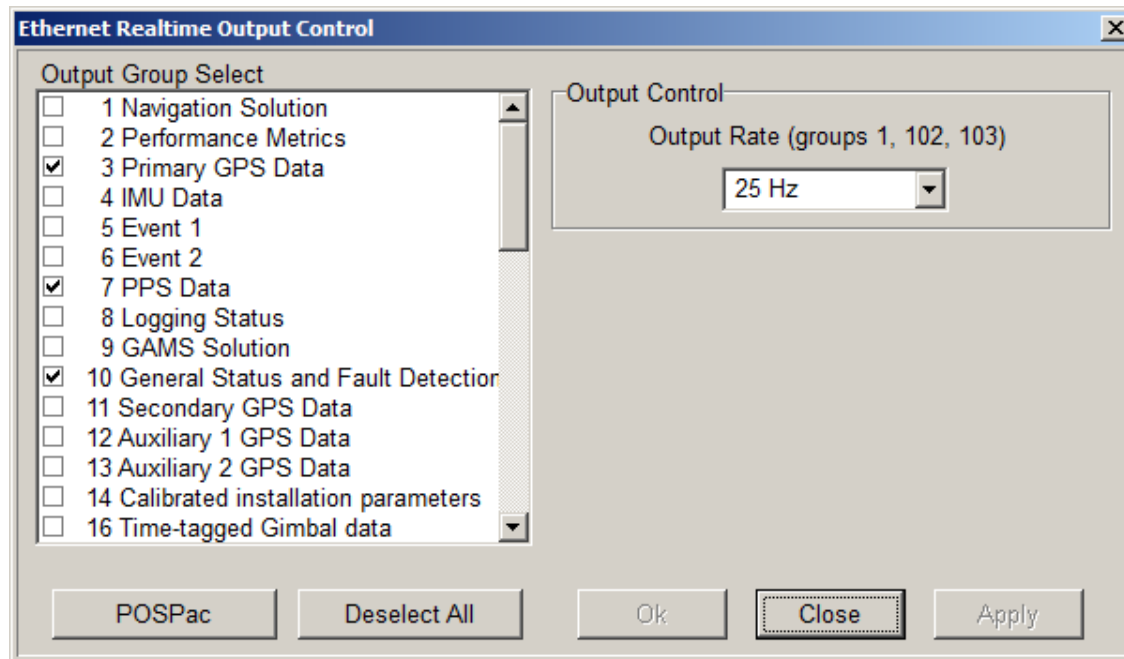 Ethernet Realtime Output Control
Output Group Select
1 Navigation Solution
2 Performance Metrics
3 Primary GPS Data
4 IMU Data
5 Event 1
6 Event 2
7 PPS Data
8 Logging Status
9 GAMS Solution
10 General Status and Fault Detection
11 Secondary GPS Data
12 Auxiliary 1 GPS Data
13 Auxiliary 2 GPS Data
14 Calibrated installation parameters
16 Time-tagged Gimbal data
Output Control
Output Rate (groups 1, 102, 103)
25 Hz
POSPac
Deselect All
Ok
Close
Apply